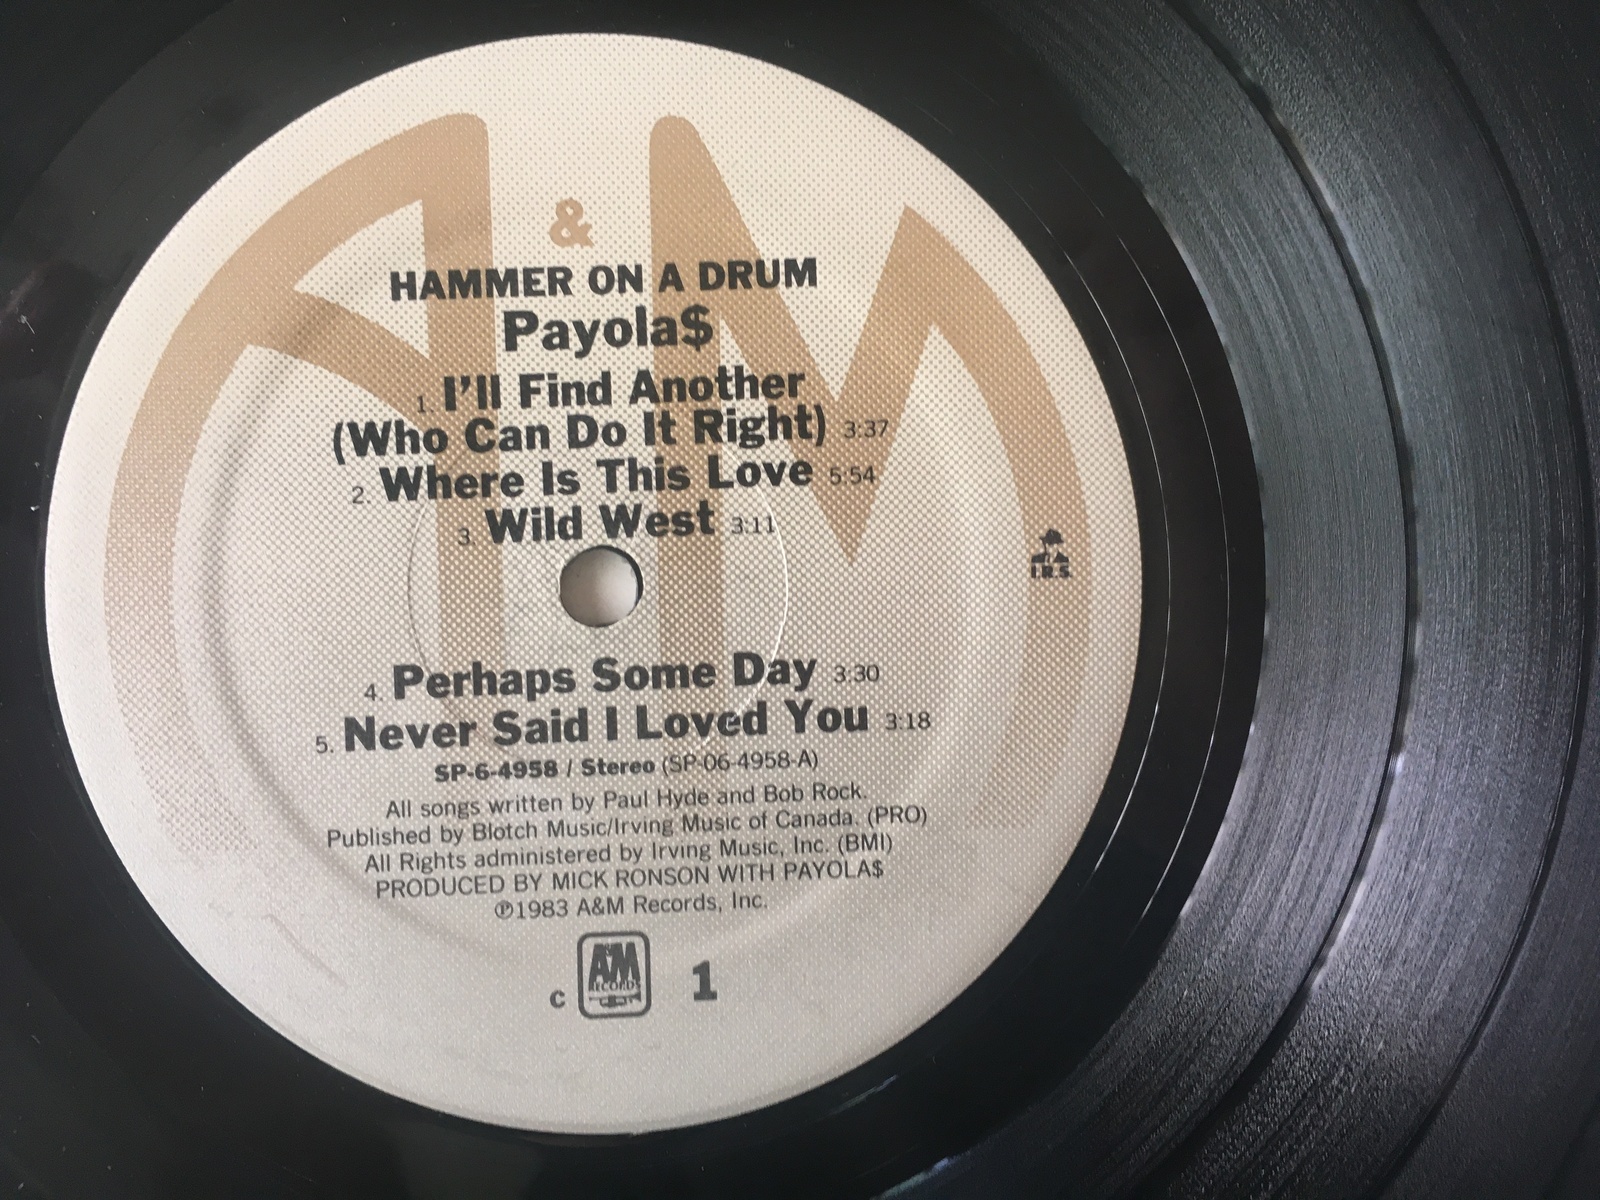 &
HAMMER ON A DRUM
Payola$
1. I'll Find Another
(Who Can Do It Right) 3:37
2. Where Is This Love 5:54
3. Wild West 3:11
I.R.S.
4. Perhaps Some Day 3:30
5. Never Said I Loved You 3:18
SP-6-4958 / Stereo (SP-06-4958-A)
All songs written by Paul Hyde and Bob Rock.
Published by Blotch Music/Irving Music of Canada. (PRO)
All Rights administered by Irving Music, Inc. (BMI)
PRODUCED BY MICK RONSON WITH PAYOLA$
℗1983 A&M Records, Inc.
A&M
RECORDS
C 1